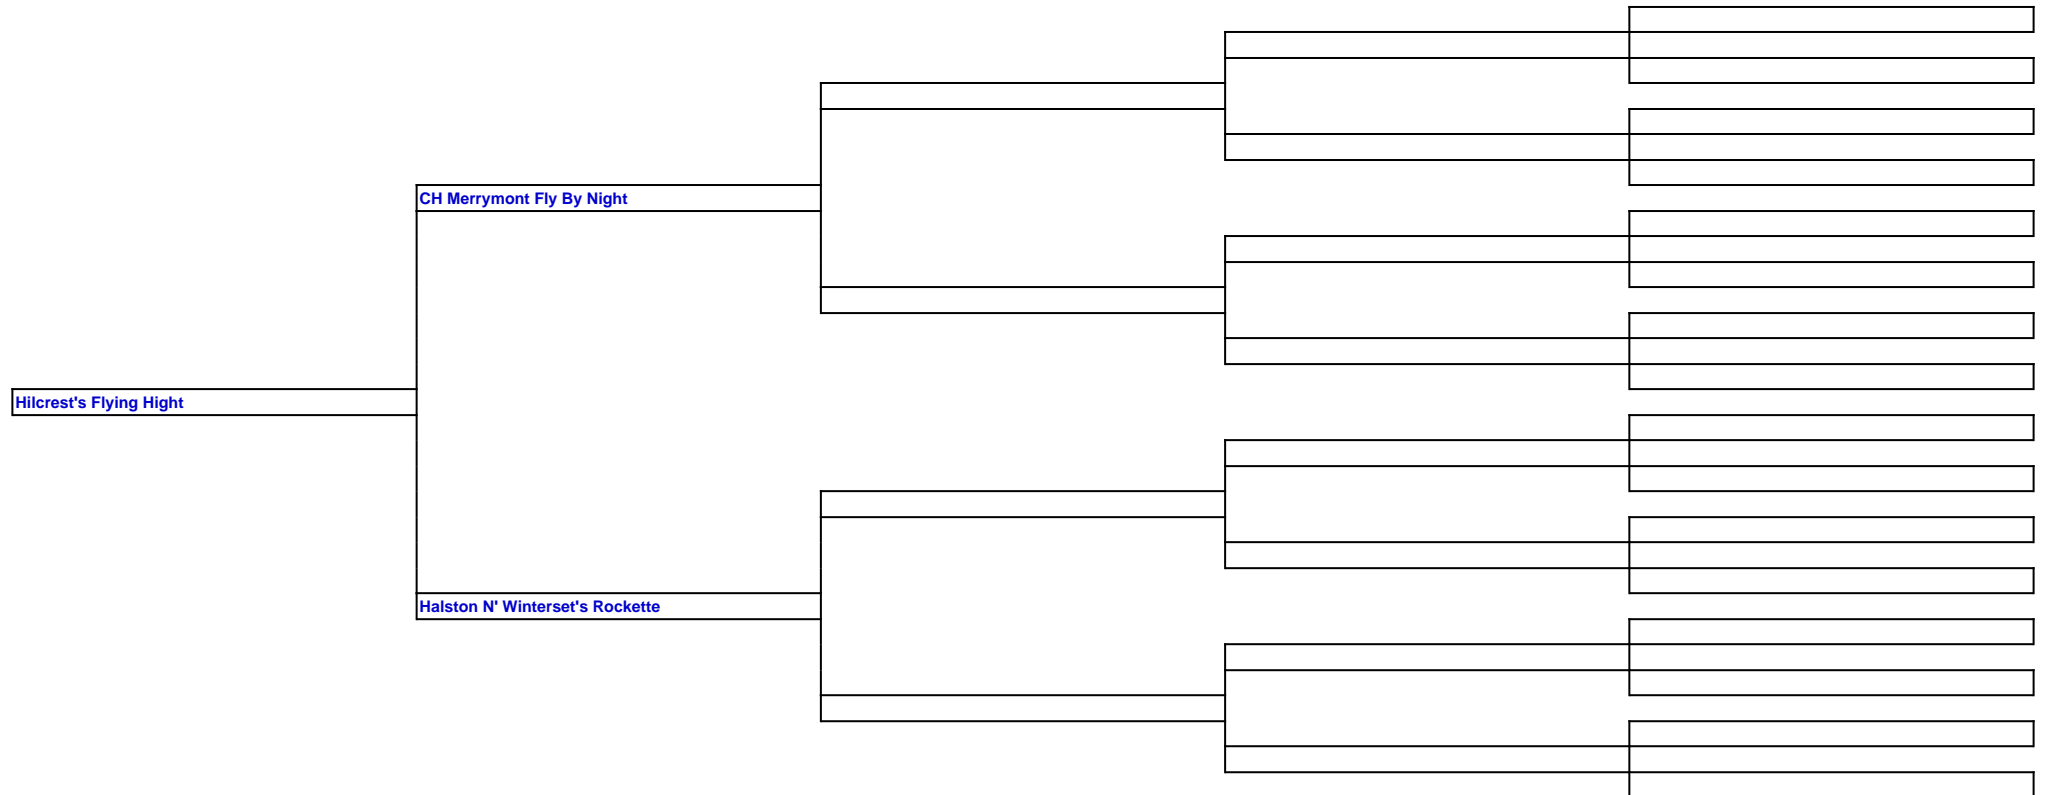 CH Merrymont Fly By Night
Hilcrest's Flying Hight
Halston N' Winterset's Rockette